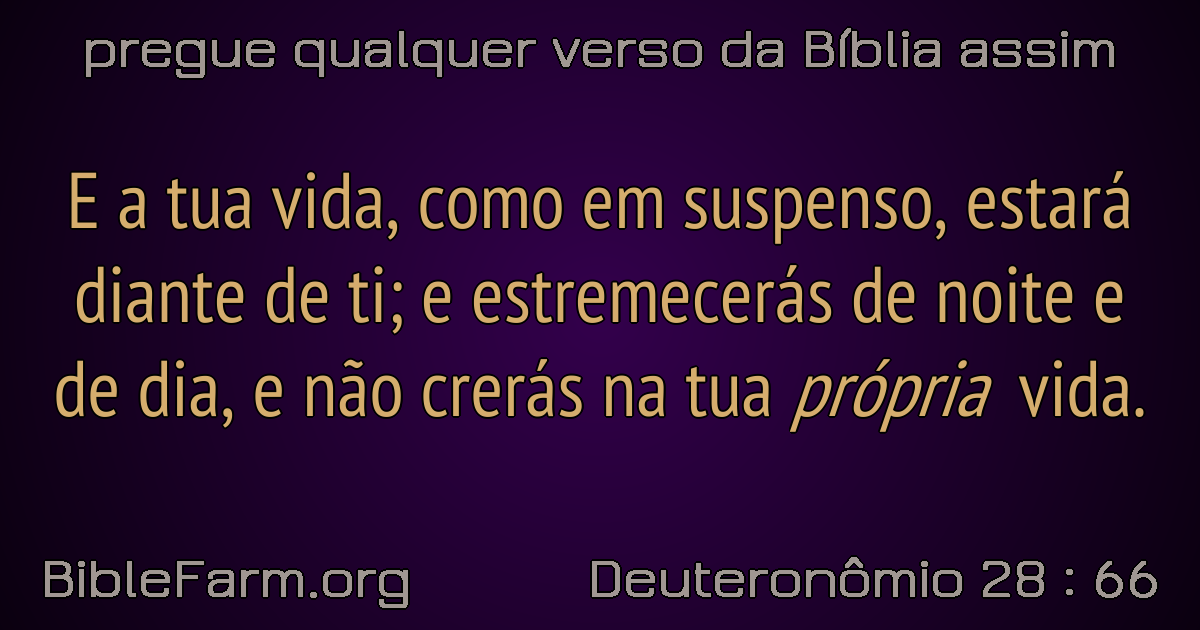 pregue qualquer verso da Bíblia assim
E a tua vida, como em suspenso, estará
diante de ti; e estremecerás de noite e
de dia, e não crerás na tua própria vida.
BibleFarm.org
Deuteronômio 28 : 66